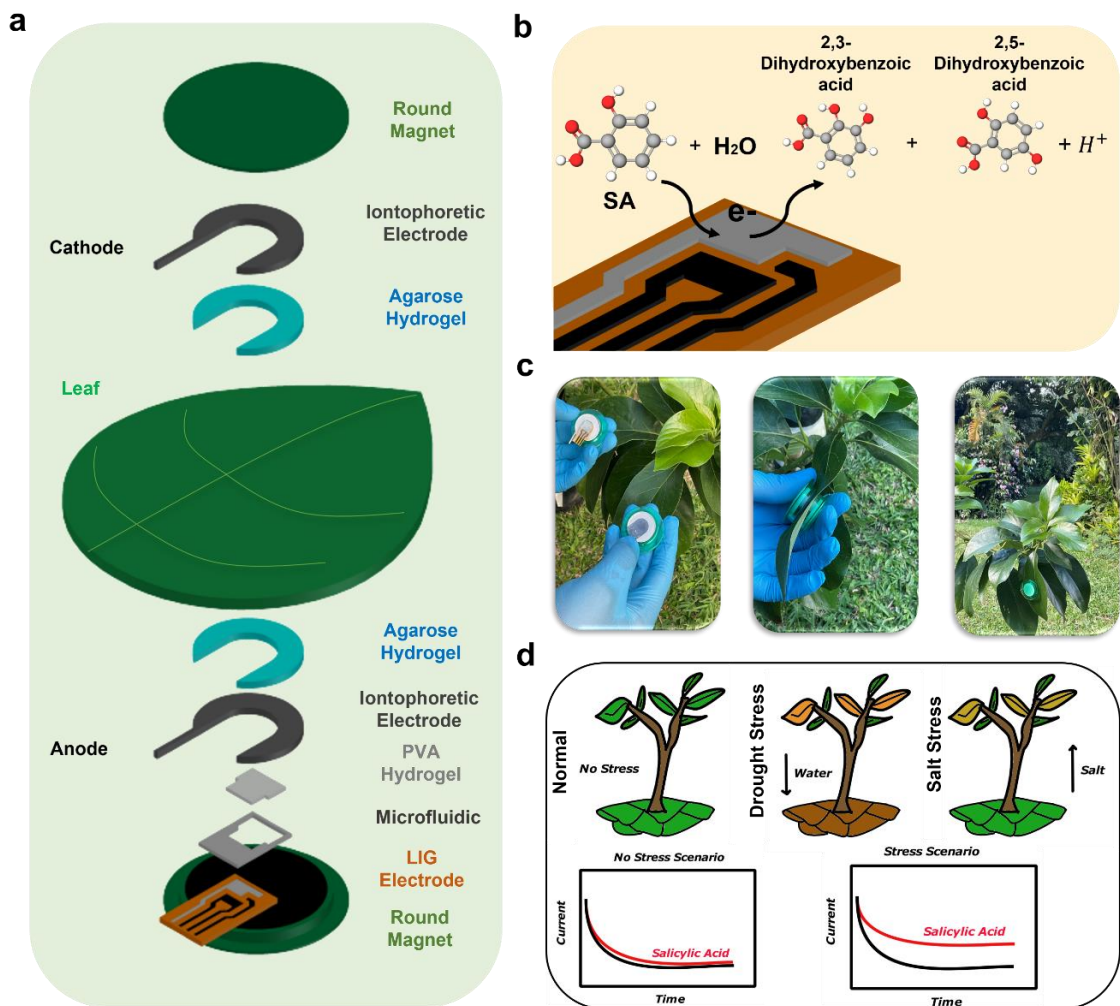 a
Round
Magnet
Cathode
Iontophoretic
Electrode
Agarose
Hydrogel
Leaf
Agarose
Hydrogel
Iontophoretic
Electrode
Anode
PVA
Hydrogel
Microfluidic
LIG
Electrode
Round
Magnet
b
2,3-
Dihydroxybenzoic
acid
2,5-
Dihydroxybenzoic
acid
+ H₂O
+
+ H⁺
SA
e-
c
d
Normal
No Stress
Drought Stress
Water
Salt Stress
Salt
No Stress Scenario
Current
Salicylic Acid
Time
Stress Scenario
Current
Salicylic Acid
Time